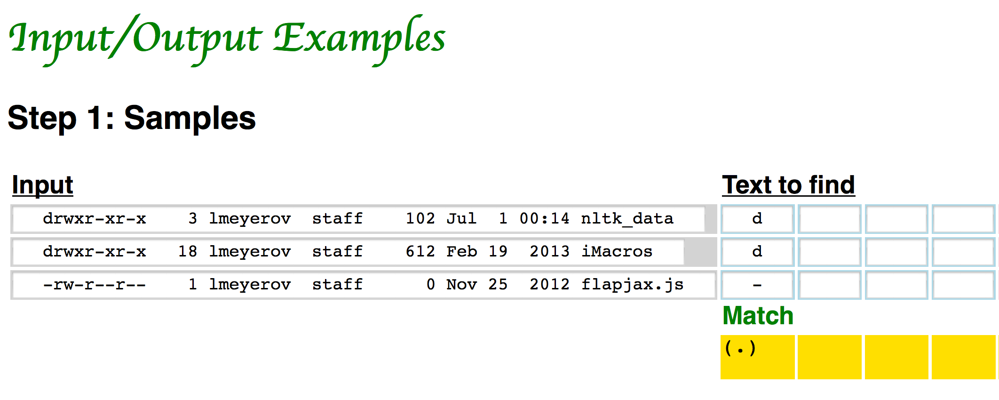 Input/Output Examples
Step 1: Samples
Input Text to find
drwxr-xr-x    3 lmeyerov  staff    102 Jul  1 00:14 nltk_data d
drwxr-xr-x   18 lmeyerov  staff    612 Feb 19  2013 iMacros d
-rw-r--r--    1 lmeyerov  staff      0 Nov 25  2012 flapjax.js -
Match
(.)